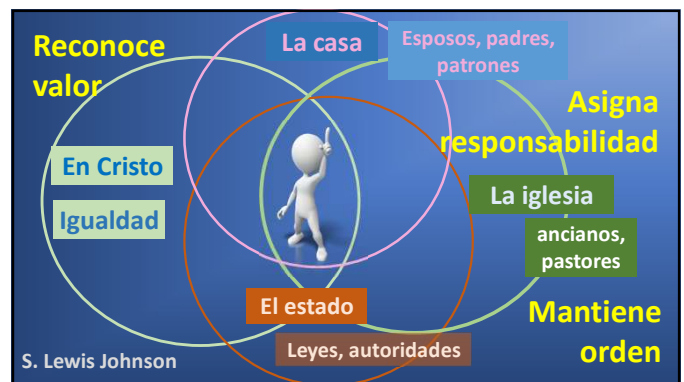 Reconoce
valor
La casa
Esposos, padres,
patrones
Asigna
responsabilidad
En Cristo
Igualdad
La iglesia
ancianos,
pastores
El estado
Leyes, autoridades
Mantiene
orden
S. Lewis Johnson